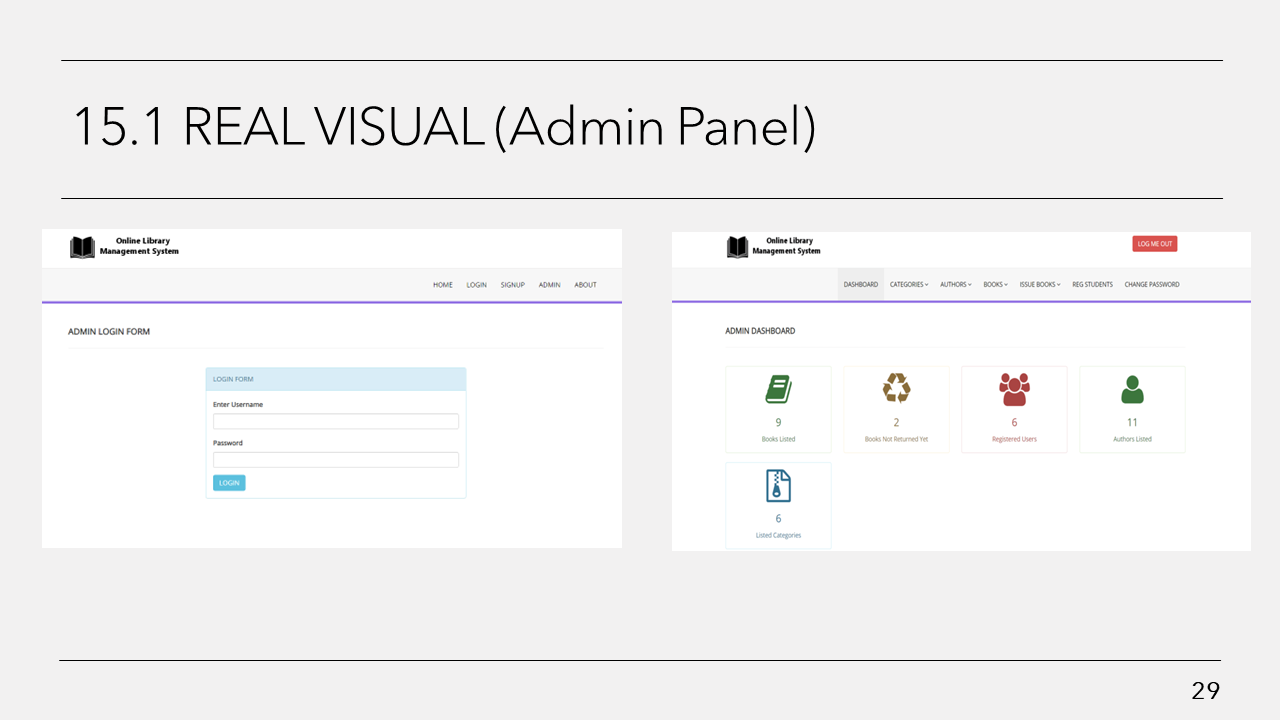 15.1 REAL VISUAL (Admin Panel)
Online Library
Management System
HOME LOGIN SIGNUP ADMIN ABOUT
ADMIN LOGIN FORM
LOGIN FORM
Enter Username
Password
LOGIN
Online Library
Management System
LOG ME OUT
DASHBOARD CATEGORIES AUTHORS BOOKS ISSUE BOOKS REG STUDENTS CHANGE PASSWORD
ADMIN DASHBOARD
9
Books Listed
2
Books Not Returned Yet
6
Registered Users
11
Authors Listed
6
Listed Categories
29